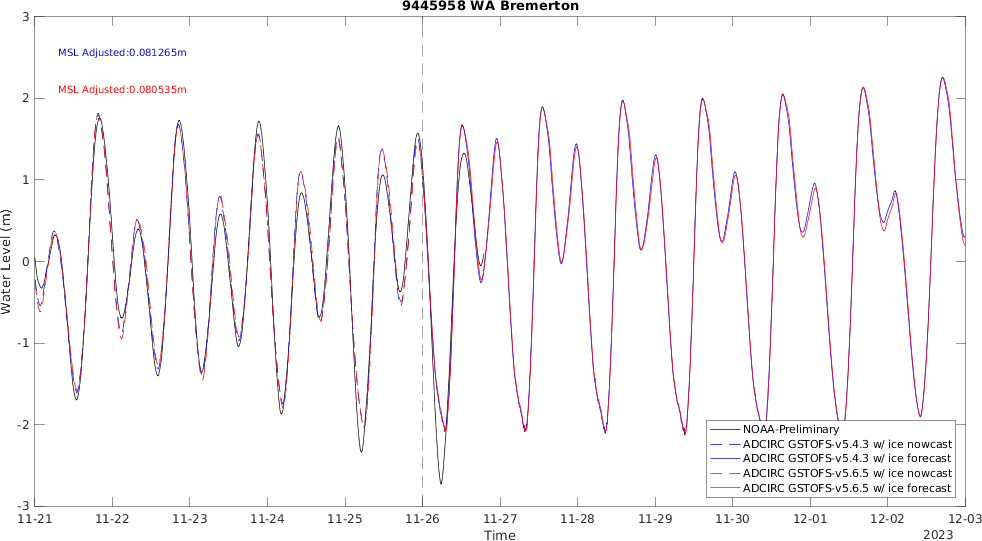 9445958 WA Bremerton
MSL Adjusted:0.081265m
MSL Adjusted:0.080535m
Water Level (m)
3
2
1
0
-1
-2
-3
NOAA-Preliminary
ADCIRC GSTOFS-v5.4.3 w/ ice nowcast
ADCIRC GSTOFS-v5.4.3 w/ ice forecast
ADCIRC GSTOFS-v5.6.5 w/ ice nowcast
ADCIRC GSTOFS-v5.6.5 w/ ice forecast
11-21 11-22 11-23 11-24 11-25 11-26 11-27 11-28 11-29 11-30 12-01 12-02 12-03
Time
2023